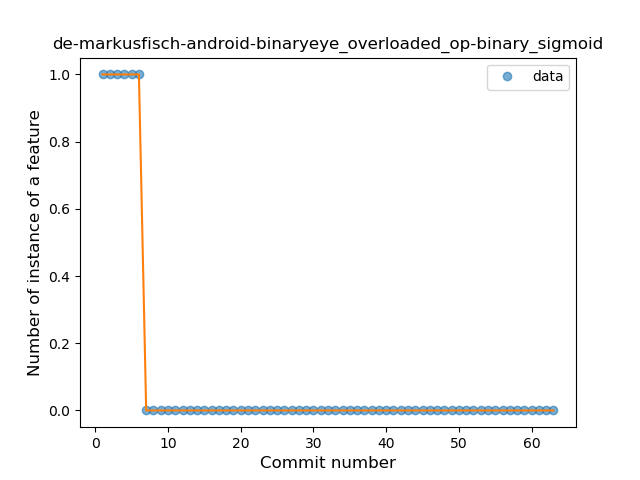 de-markusfisch-android-binaryeye_overloaded_op-binary_sigmoid
data
Number of instance of a feature
1.0
0.8
0.6
0.4
0.2
0.0
0 10 20 30 40 50 60
Commit number